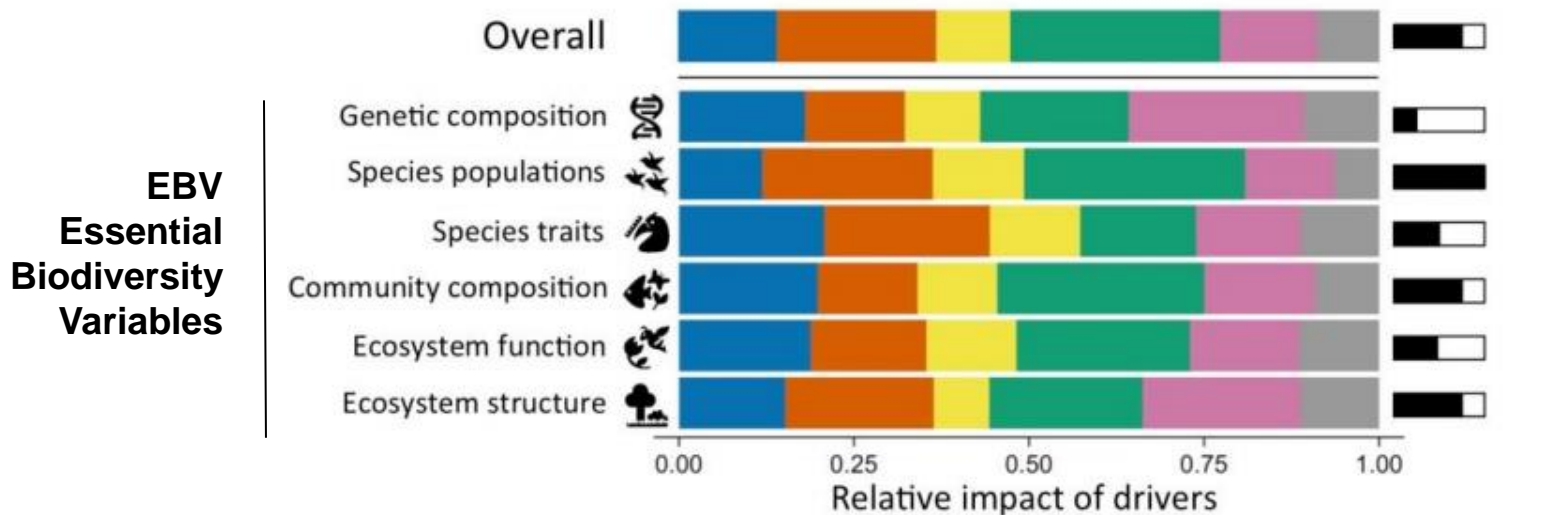 Overall
EBV
Essential
Biodiversity
Variables
Genetic composition
Species populations
Species traits
Community composition
Ecosystem function
Ecosystem structure
0.00 0.25 0.50 0.75 1.00
Relative impact of drivers